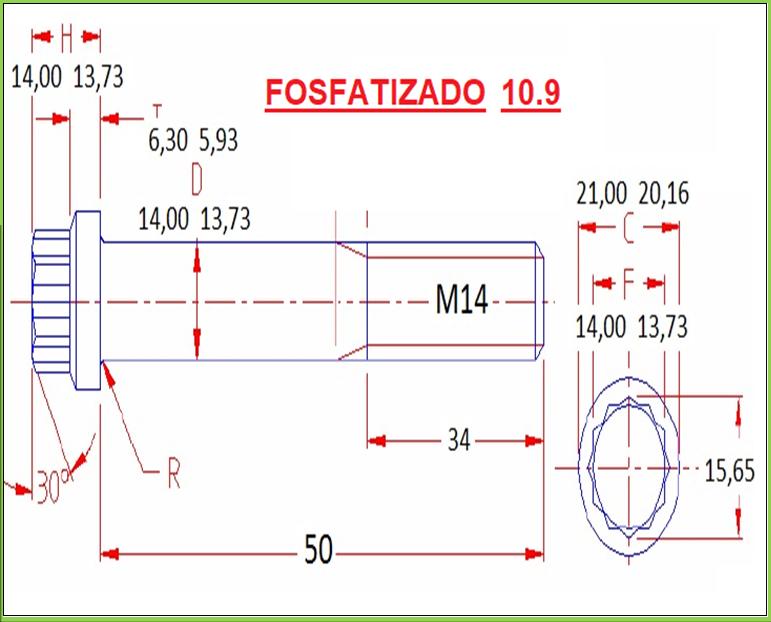 H
14,00 13,73
FOSFATIZADO 10.9
T
6,30 5,93
D
14,00 13,73
21,00 20,16
C
F
14,00 13,73
M14
34
R
30°
15,65
50